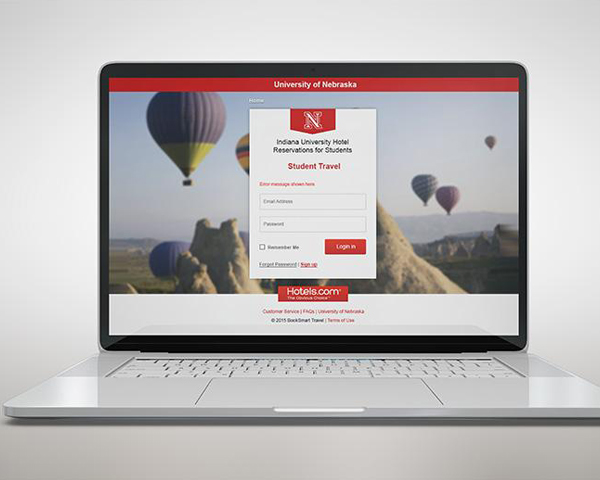 University of Nebraska
Home
N
Indiana University Hotel
Reservations for Students
Student Travel
Error message shown here
Email Address
Password
Remember Me
Login in
Forgot Password | Sign up
Hotels.com
The Obvious Choice
Customer Service | FAQs | University of Nebraska
© 2015 BookSmart Travel | Terms of Use